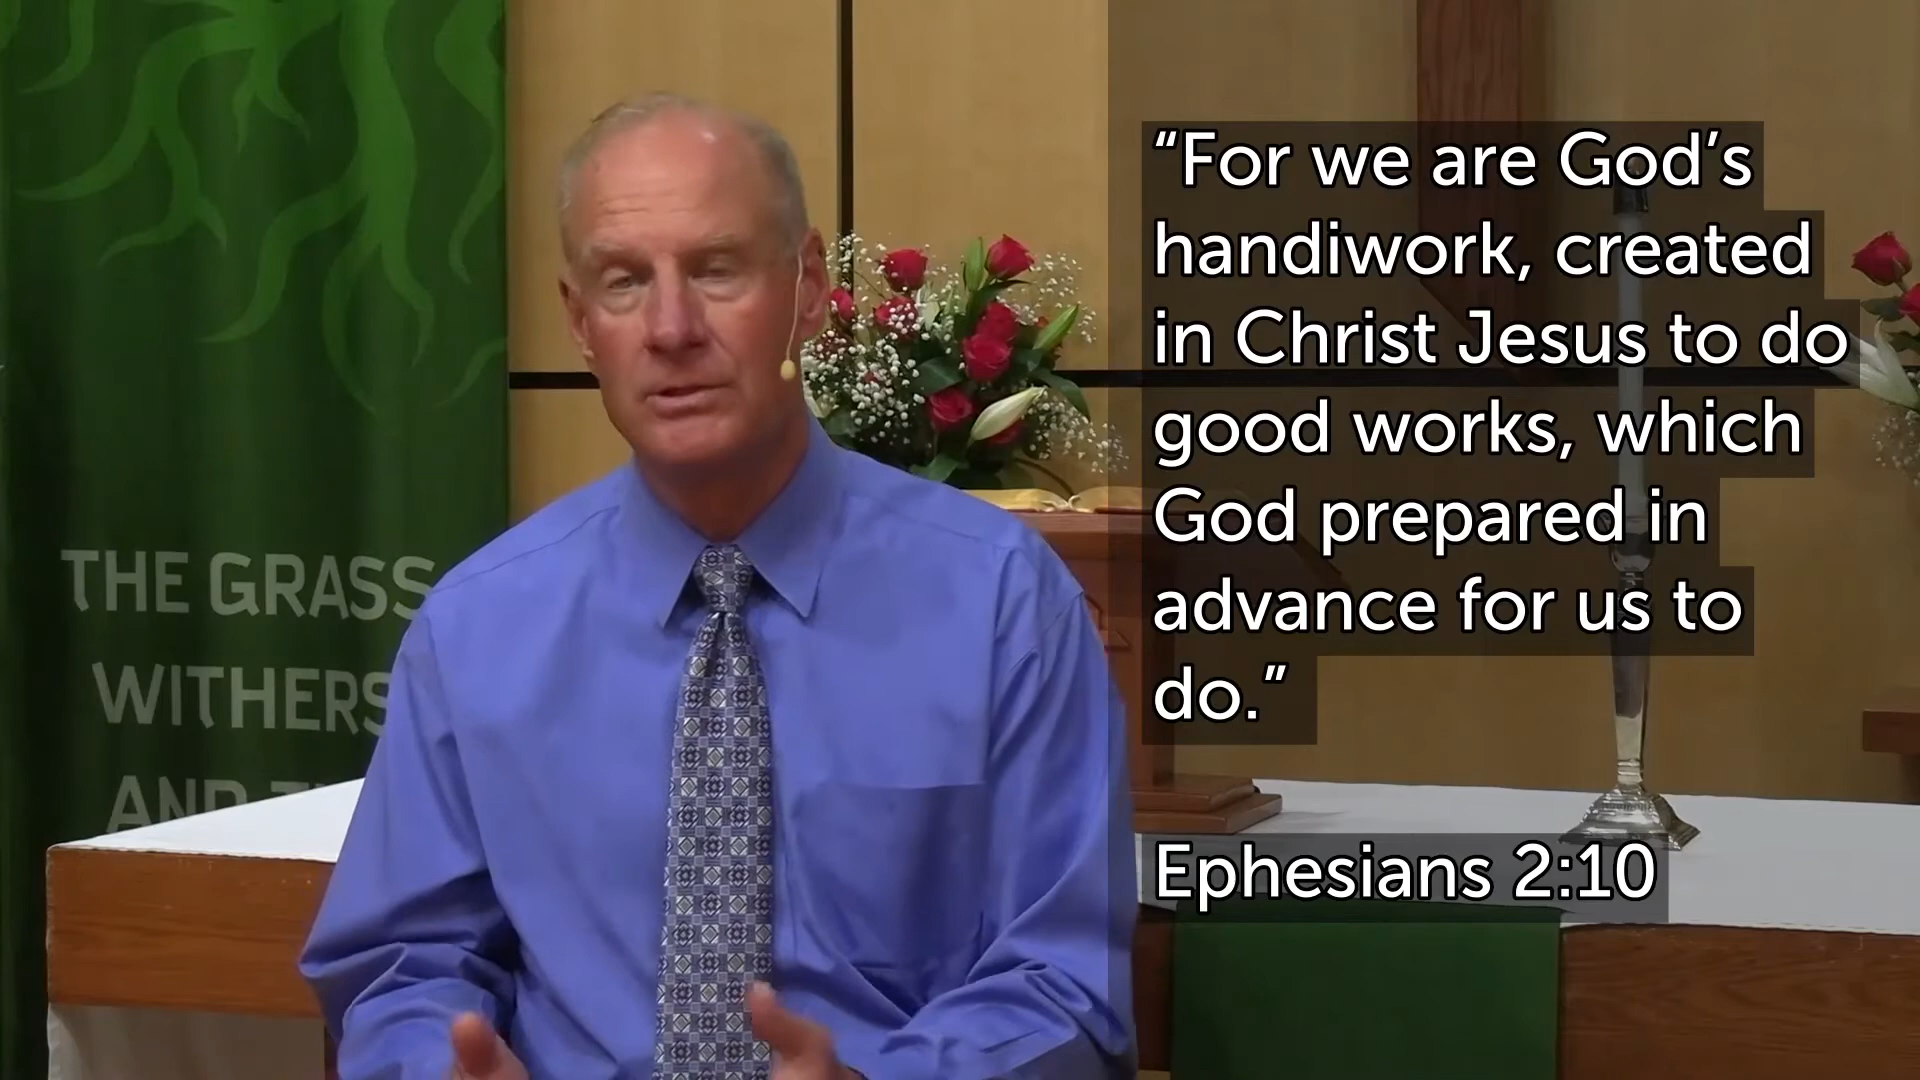 THE GRASS
WITHERS
AND
“For we are God’s
handiwork, created
in Christ Jesus to do
good works, which
God prepared in
advance for us to
do.”
Ephesians 2:10